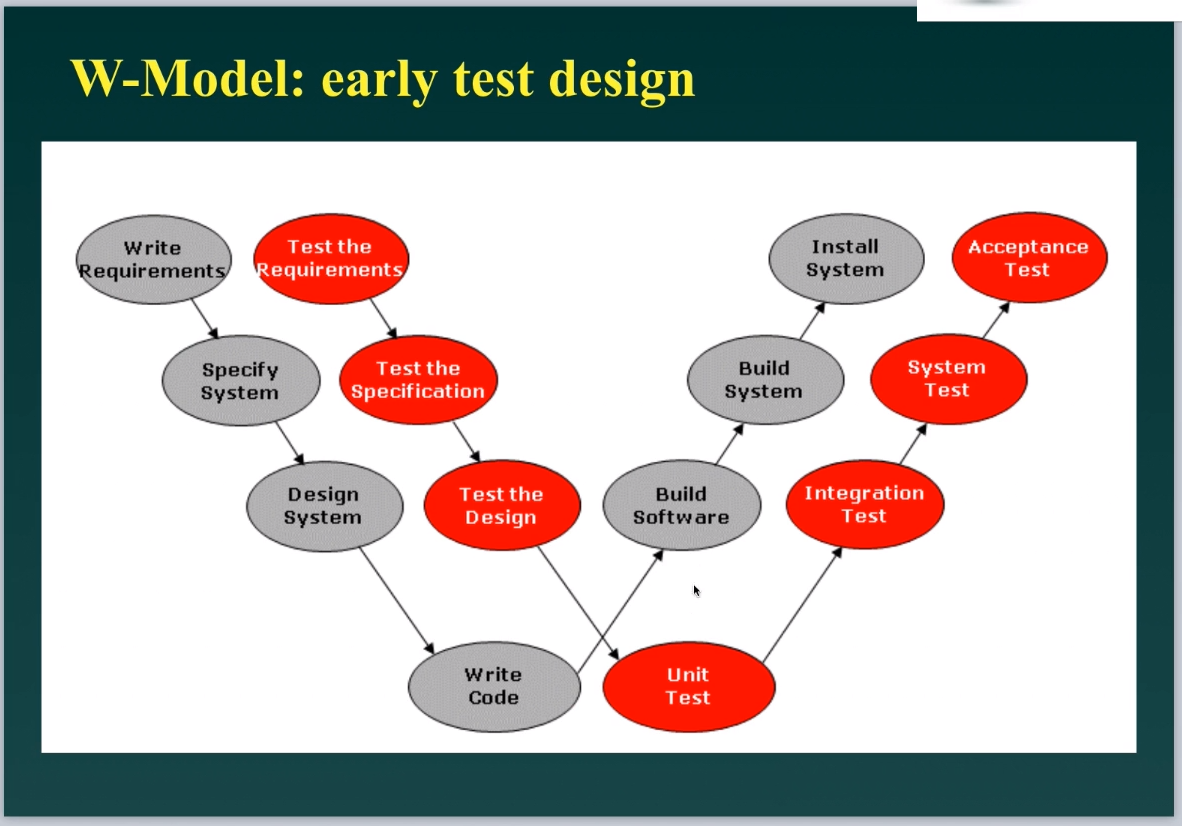 W-Model: early test design
Write
Requirements
Test the
Requirements
Install
System
Acceptance
Test
Specify
System
Test the
Specification
Build
System
System
Test
Design
System
Test the
Design
Build
Software
Integration
Test
Write
Code
Unit
Test